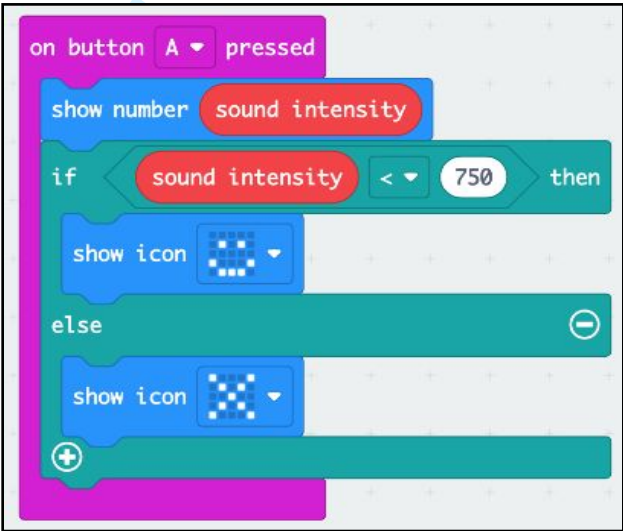 on button A pressed
show number sound intensity
if sound intensity < 750 then
show icon
else
show icon